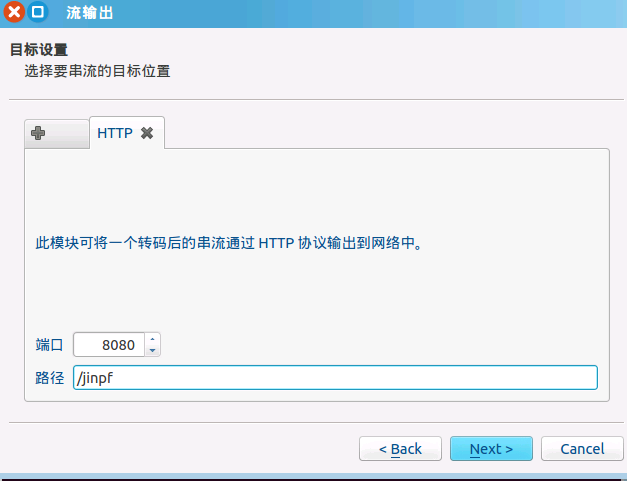 流输出
目标设置
选择要串流的目标位置
HTTP
此模块可将一个转码后的串流通过 HTTP 协议输出到网络中。
端口 8080
路径 /jinpf
< Back Next > Cancel